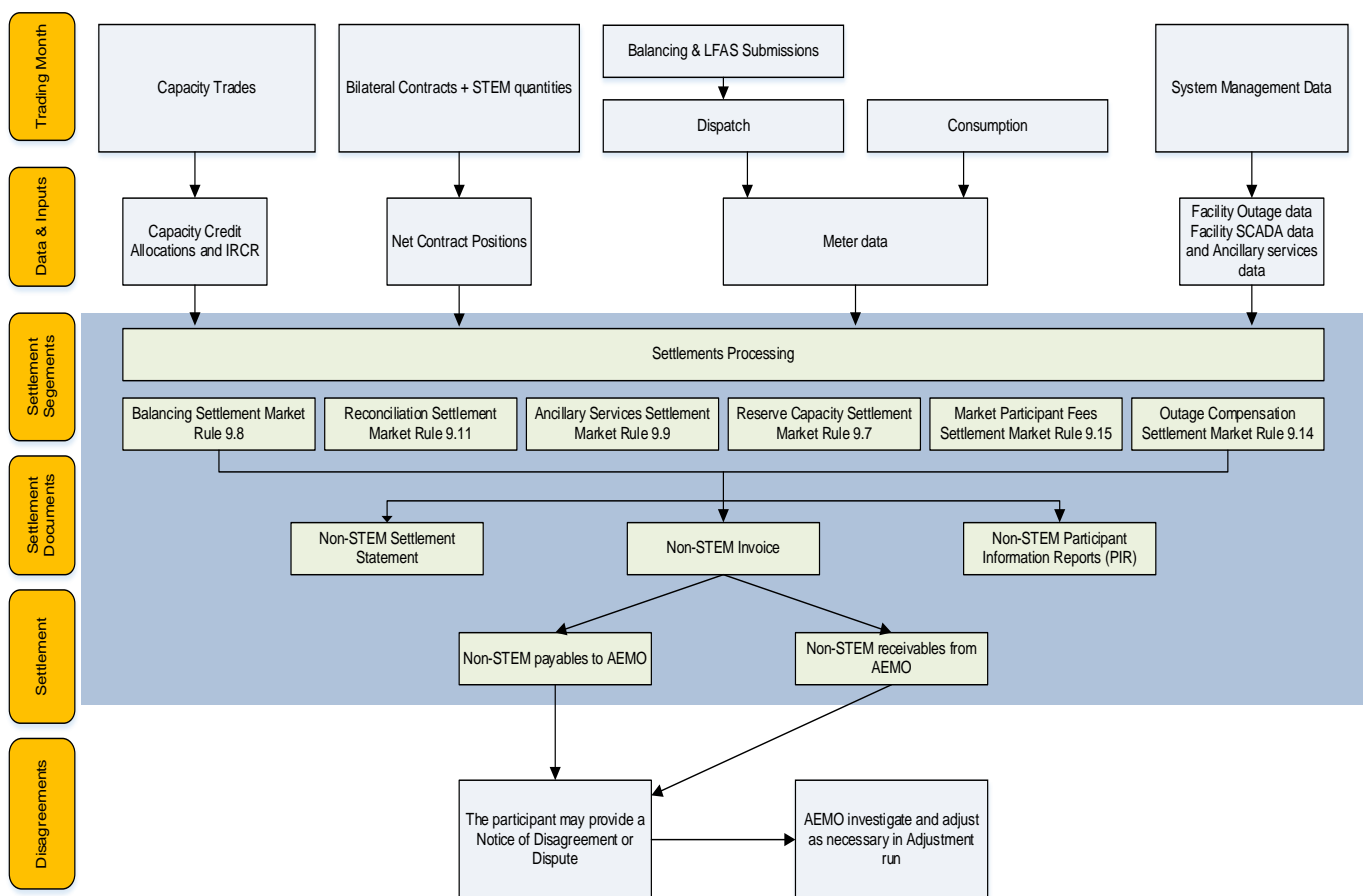 Trading Month
Capacity Trades
Bilateral Contracts + STEM quantities
Balancing & LFAS Submissions
Dispatch
Consumption
System Management Data
Data & Inputs
Capacity Credit
Allocations and IRCR
Net Contract Positions
Meter data
Facility Outage data
Facility SCADA data
and Ancillary services
data
Settlement
Segements
Settlements Processing
Balancing Settlement Market
Rule 9.8
Reconciliation Settlement
Market Rule 9.11
Ancillary Services Settlement
Market Rule 9.9
Reserve Capacity Settlement
Market Rule 9.7
Market Participant Fees
Settlement Market Rule 9.15
Outage Compensation
Settlement Market Rule 9.14
Settlement
Documents
Non-STEM Settlement
Statement
Non-STEM Invoice
Non-STEM Participant
Information Reports (PIR)
Settlement
Non-STEM payables to AEMO
Non-STEM receivables from
AEMO
Disagreements
The participant may provide a
Notice of Disagreement or
Dispute
AEMO investigate and adjust
as necessary in Adjustment
run